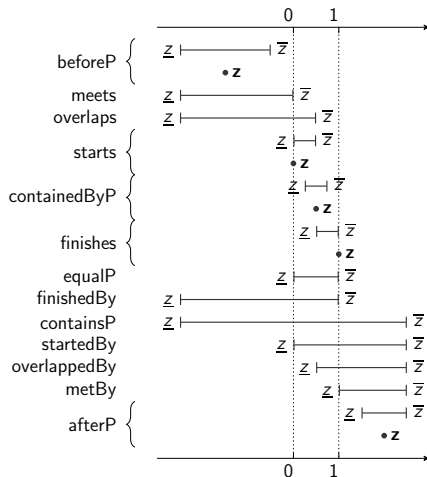 0 1
beforeP z z
z
meets z z
overlaps z z
starts z z
z
containedByP z z
z
finishes z z
z
equalP z z
finishedBy z z
containsP z z
startedBy z z
overlappedBy z z
metBy z z
afterP z z
z
0 1